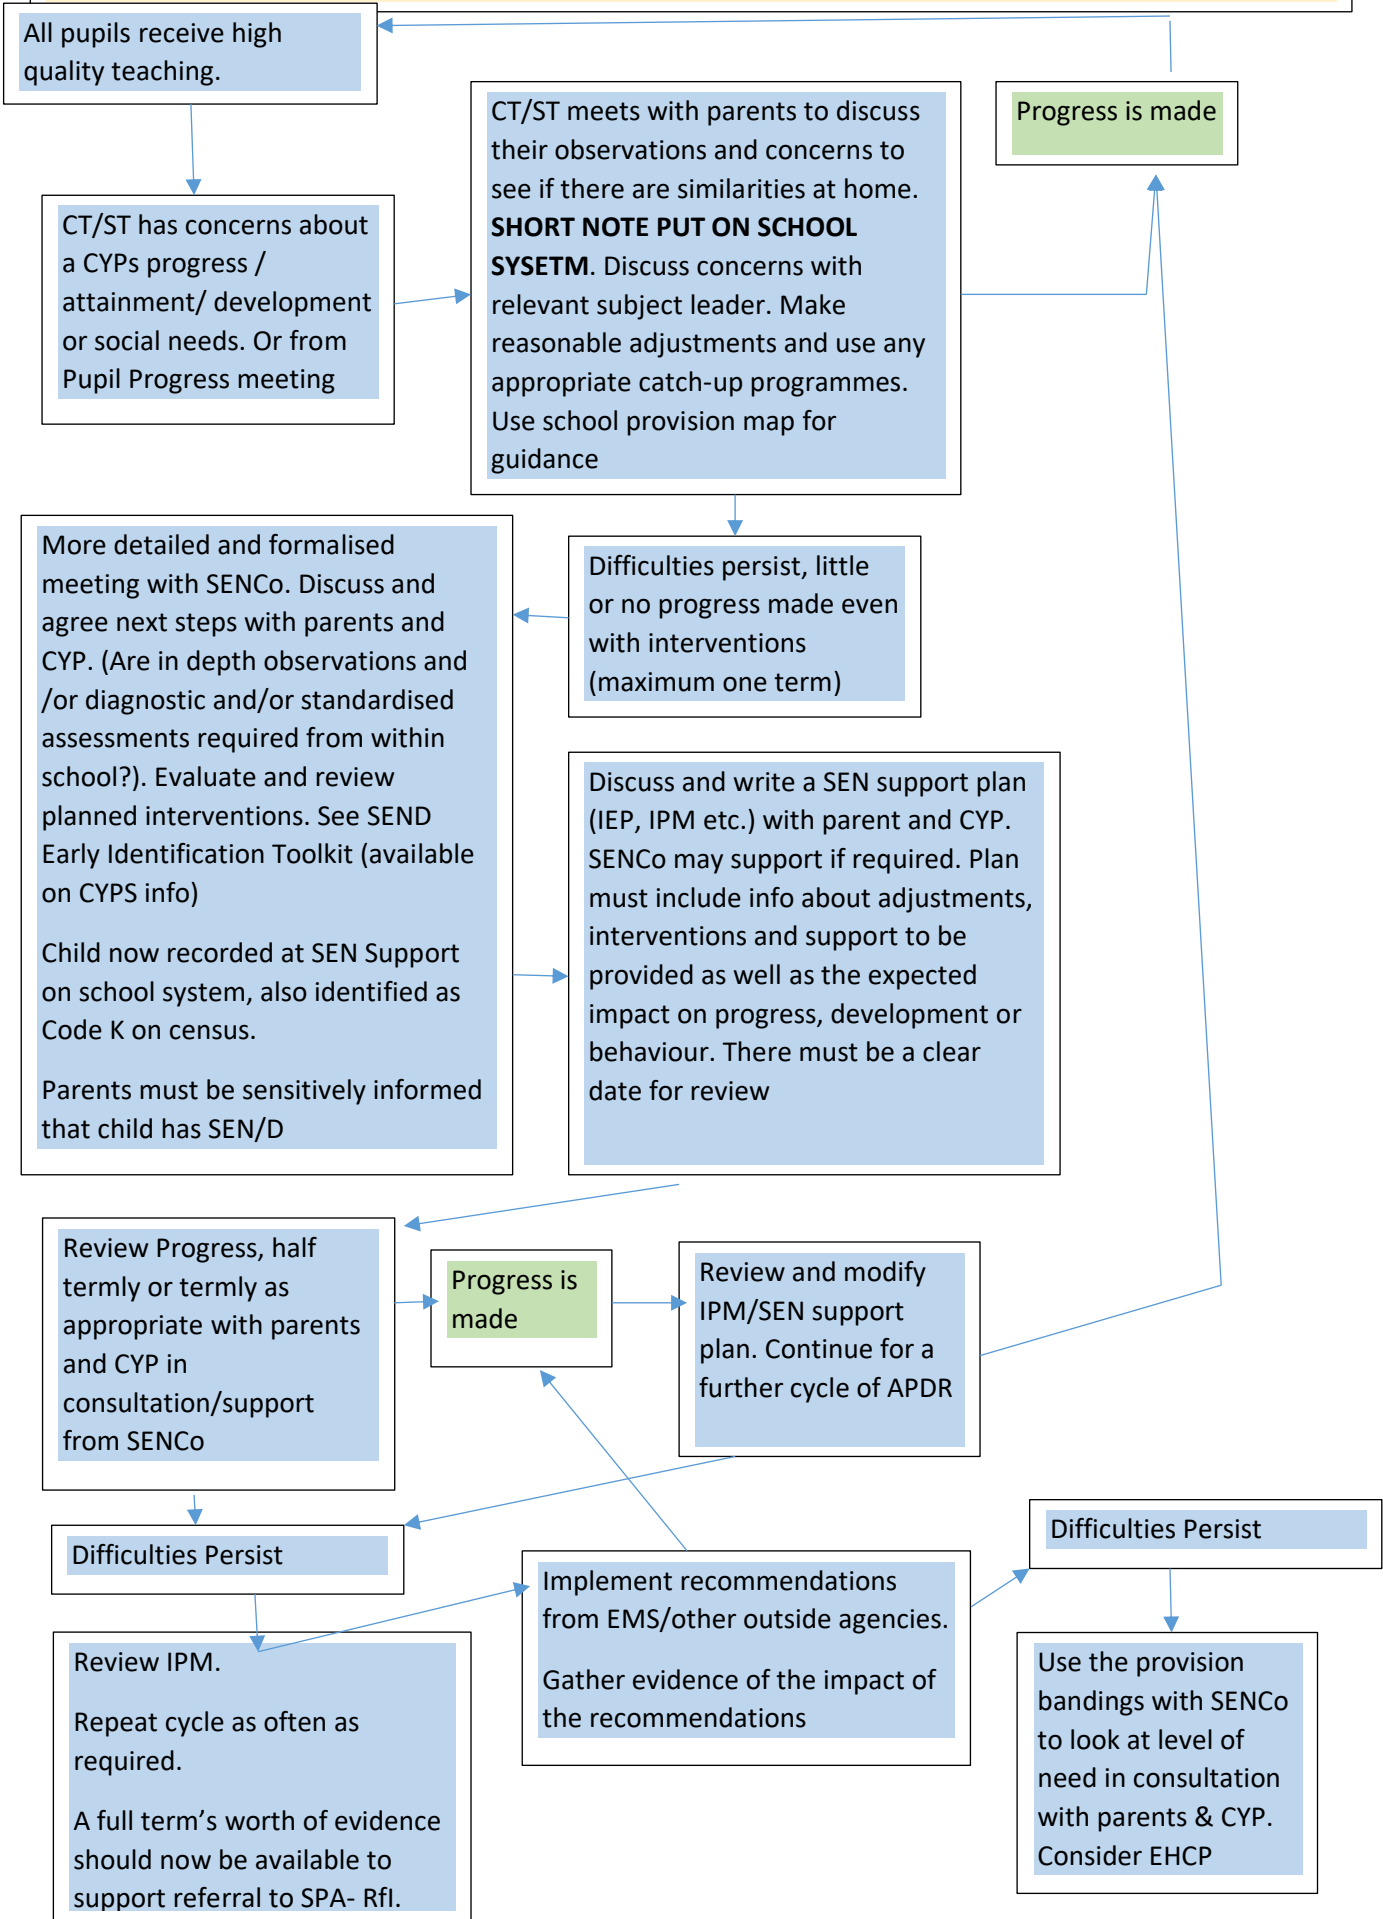 All pupils receive high
quality teaching.
Progress is made
CT/ST meets with parents to discuss
their observations and concerns to
see if there are similarities at home.
SHORT NOTE PUT ON SCHOOL
SYSETM. Discuss concerns with
relevant subject leader. Make
reasonable adjustments and use any
appropriate catch-up programmes.
Use school provision map for
guidance
CT/ST has concerns about
a CYPs progress /
attainment/ development
or social needs. Or from
Pupil Progress meeting
Difficulties persist, little
or no progress made even
with interventions
(maximum one term)
More detailed and formalised
meeting with SENCo. Discuss and
agree next steps with parents and
CYP. (Are in depth observations and
/or diagnostic and/or standardised
assessments required from within
school?). Evaluate and review
planned interventions. See SEND
Early Identification Toolkit (available
on CYPS info)
Child now recorded at SEN Support
on school system, also identified as
Code K on census.
Parents must be sensitively informed
that child has SEN/D
Discuss and write a SEN support plan
(IEP, IPM etc.) with parent and CYP.
SENCo may support if required. Plan
must include info about adjustments,
interventions and support to be
provided as well as the expected
impact on progress, development or
behaviour. There must be a clear
date for review
Review Progress, half
termly or termly as
appropriate with parents
and CYP in
consultation/support
from SENCo
Progress is
made
Review and modify
IPM/SEN support
plan. Continue for a
further cycle of APDR
Difficulties Persist
Review IPM.
Repeat cycle as often as
required.
A full term’s worth of evidence
should now be available to
support referral to SPA- RfI.
Implement recommendations
from EMS/other outside agencies.
Gather evidence of the impact of
the recommendations
Difficulties Persist
Use the provision
bandings with SENCo
to look at level of
need in consultation
with parents & CYP.
Consider EHCP